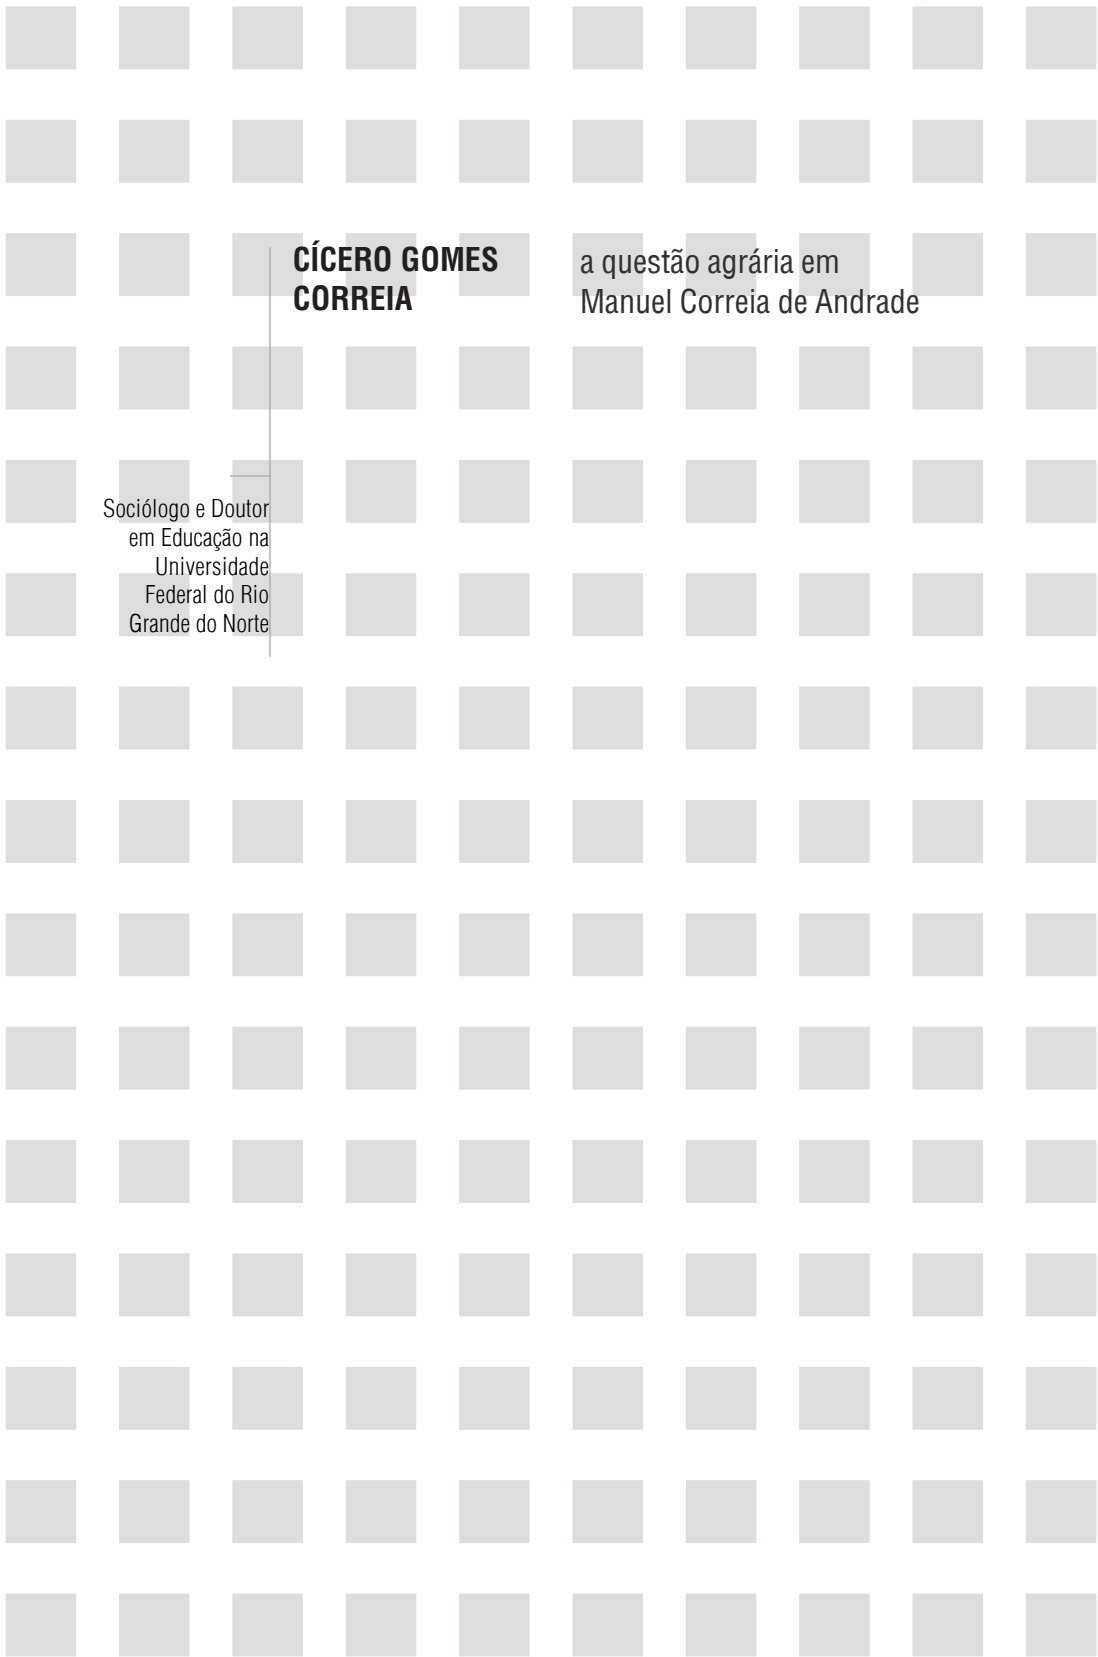 CÍCERO GOMES
CORREIA
a questão agrária em
Manuel Correia de Andrade
Sociólogo e Doutor
em Educação na
Universidade
Federal do Rio
Grande do Norte